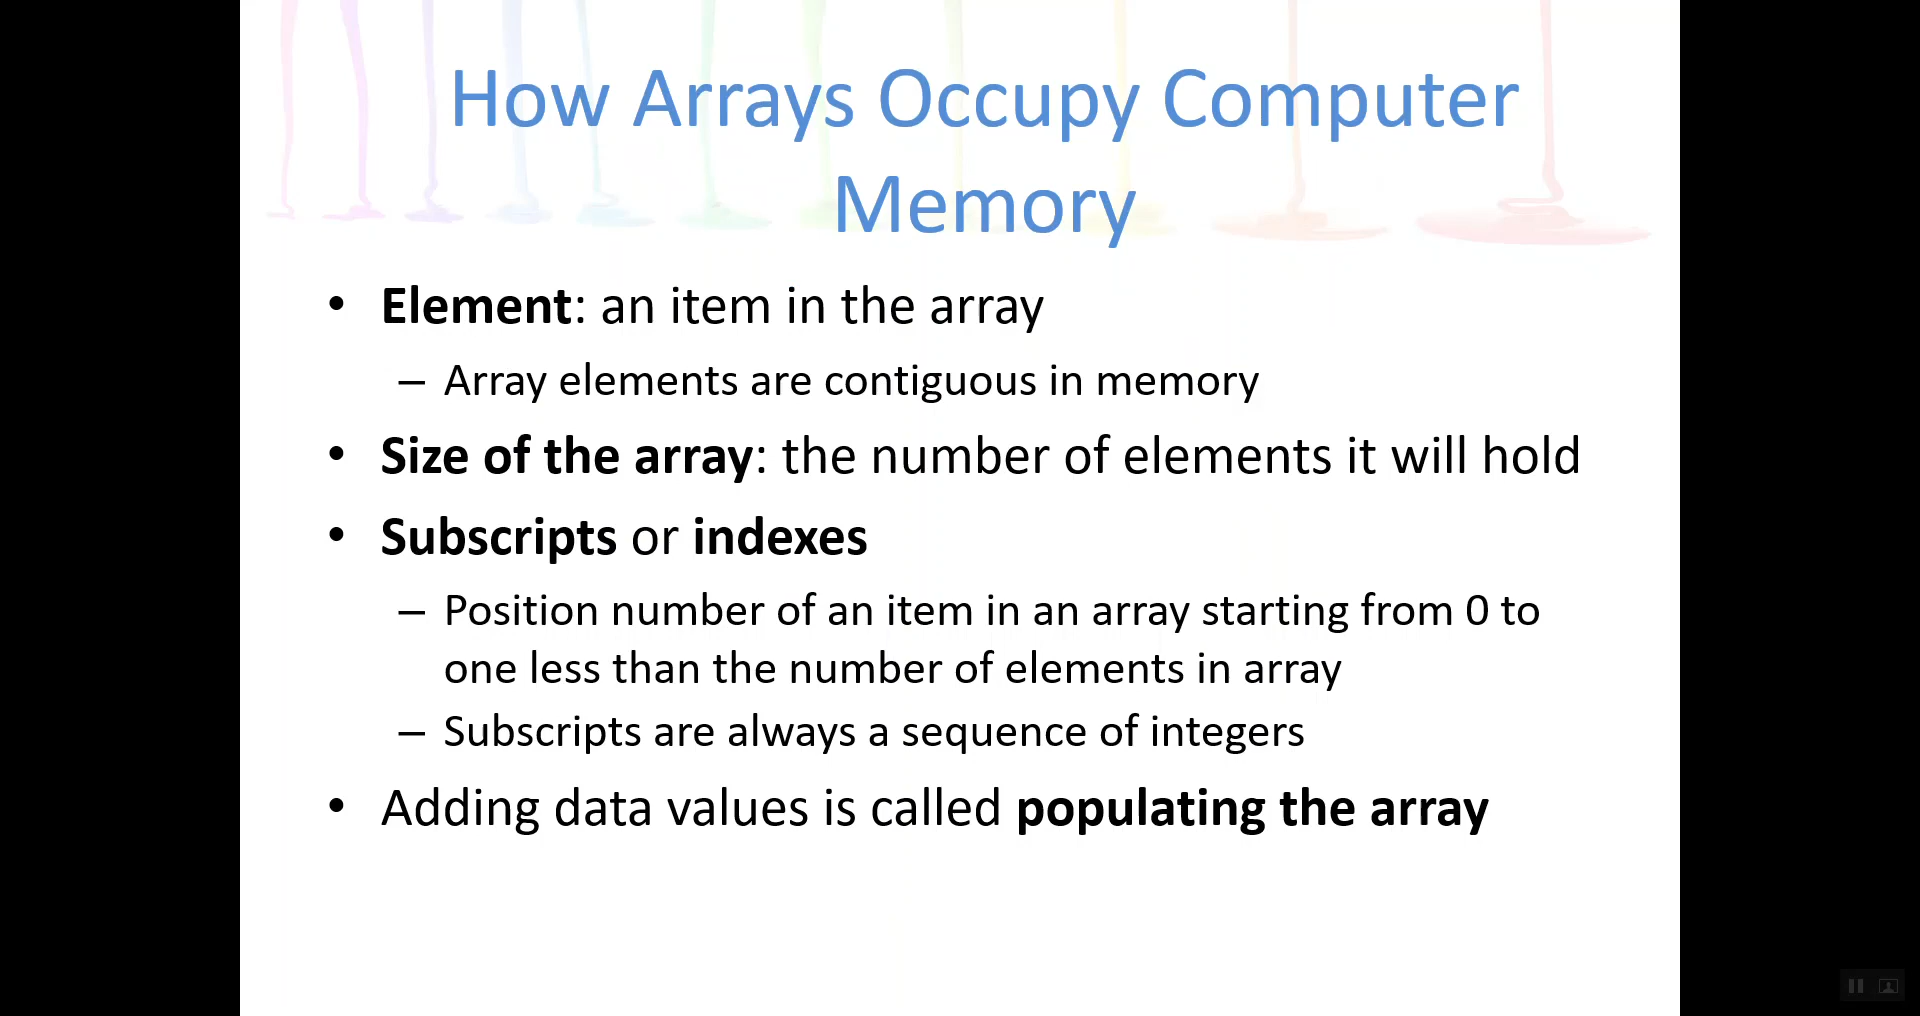 How Arrays Occupy Computer
Memory
• Element: an item in the array
– Array elements are contiguous in memory
• Size of the array: the number of elements it will hold
• Subscripts or indexes
– Position number of an item in an array starting from 0 to
one less than the number of elements in array
– Subscripts are always a sequence of integers
• Adding data values is called populating the array